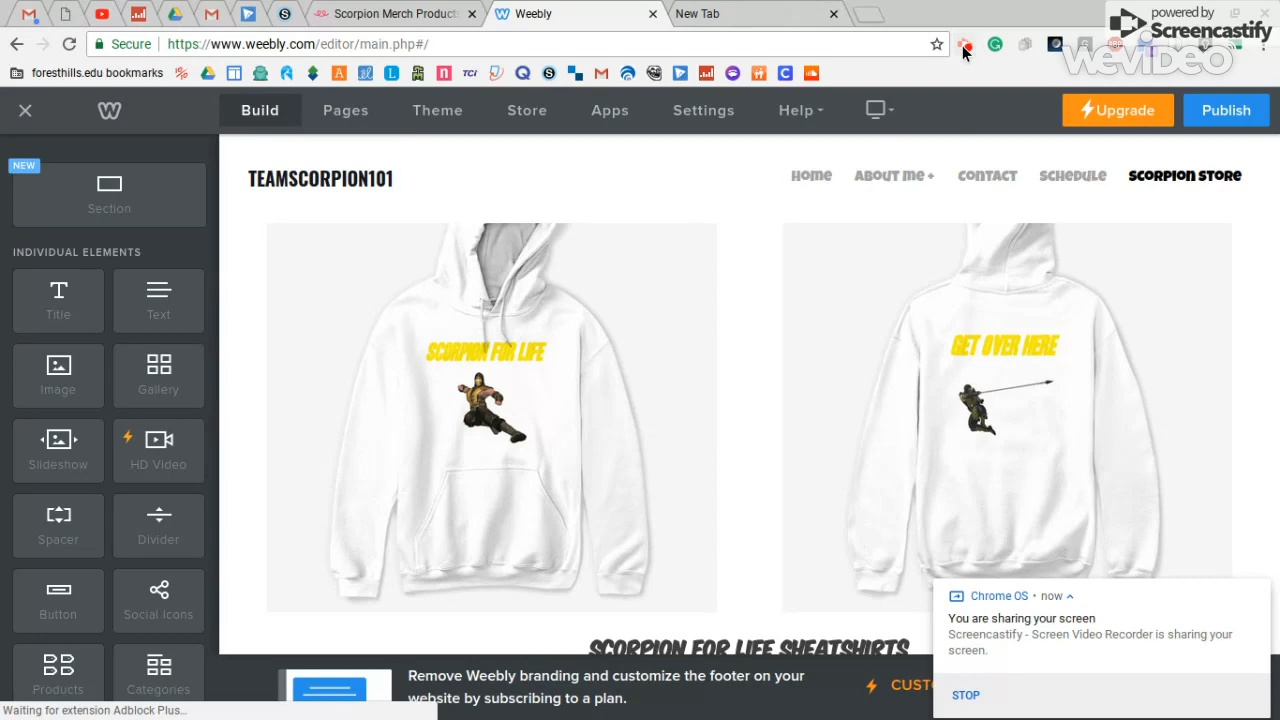 powered by
Screencastify
WeVideo
Scorpion Merch Product:
Weebly
New Tab
Secure
https://www.weebly.com/editor/main.php#/
foresthills.edu bookmarks
TCI
Build
Pages
Theme
Store
Apps
Settings
Help
Upgrade
Publish
NEW
Section
INDIVIDUAL ELEMENTS
Title
Text
Image
Gallery
Slideshow
HD Video
Spacer
Divider
Button
Social Icons
Products
Categories
TEAMSCORPION101
Home
About me +
Contact
Schedule
Scorpion Store
SCORPION FOR LIFE
GET OVER HERE
SCORPION FOR LIFE SHEATSHIRTS
Remove Weebly branding and customize the footer on your
website by subscribing to a plan.
CUSTO
Chrome OS • now
You are sharing your screen
Screencastify - Screen Video Recorder is sharing your
screen.
STOP
Waiting for extension Adblock Plus...